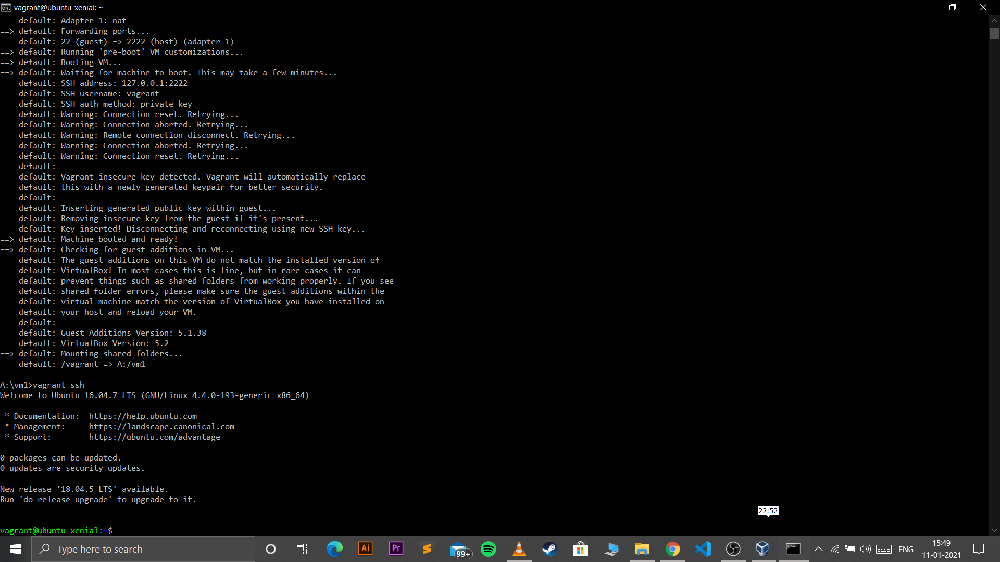 vagrant@ubuntu-xenial: ~
default: Adapter 1: nat
==> default: Forwarding ports...
default: 22 (guest) => 2222 (host) (adapter 1)
==> default: Running 'pre-boot' VM customizations...
==> default: Booting VM...
==> default: Waiting for machine to boot. This may take a few minutes...
default: SSH address: 127.0.0.1:2222
default: SSH username: vagrant
default: SSH auth method: private key
default: Warning: Connection reset. Retrying...
default: Warning: Connection aborted. Retrying...
default: Warning: Remote connection disconnect. Retrying...
default: Warning: Connection aborted. Retrying...
default: Warning: Connection reset. Retrying...
default:
default: Vagrant insecure key detected. Vagrant will automatically replace
default: this with a newly generated keypair for better security.
default:
default: Inserting generated public key within guest...
default: Removing insecure key from the guest if it's present...
default: Key inserted! Disconnecting and reconnecting using new SSH key...
==> default: Machine booted and ready!
==> default: Checking for guest additions in VM...
default: The guest additions on this VM do not match the installed version of
default: VirtualBox! In most cases this is fine, but in rare cases it can
default: prevent things such as shared folders from working properly. If you see
default: shared folder errors, please make sure the guest additions within the
default: virtual machine match the version of VirtualBox you have installed on
default: your host and reload your VM.
default:
default: Guest Additions Version: 5.1.38
default: VirtualBox Version: 5.2
==> default: Mounting shared folders...
default: /vagrant => A:/vm1
A:\vm1>vagrant ssh
Welcome to Ubuntu 16.04.7 LTS (GNU/Linux 4.4.0-193-generic x86_64)
* Documentation:  https://help.ubuntu.com
* Management:     https://landscape.canonical.com
* Support:        https://ubuntu.com/advantage
0 packages can be updated.
0 updates are security updates.
New release '18.04.5 LTS' available.
Run 'do-release-upgrade' to upgrade to it.
22:52
vagrant@ubuntu-xenial:~$
Type here to search
Ai
Pr
99+
ENG
15:49
11-01-2021